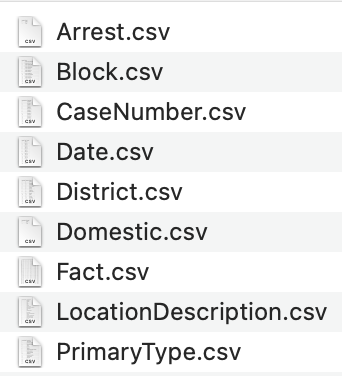 Arrest.csv
Block.csv
CaseNumber.csv
Date.csv
District.csv
Domestic.csv
Fact.csv
LocationDescription.csv
PrimaryType.csv